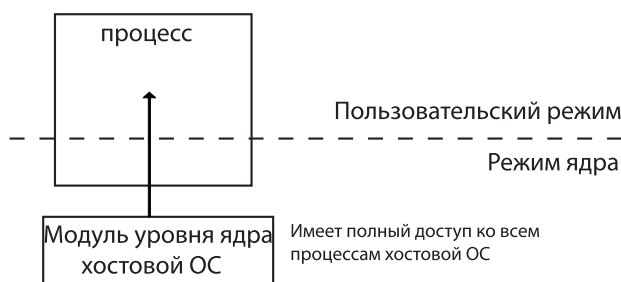 процесс
Пользовательский режим
Режим ядра
Модуль уровня ядра
хостовой ОС
Имеет полный доступ ко всем
процессам хостовой ОС